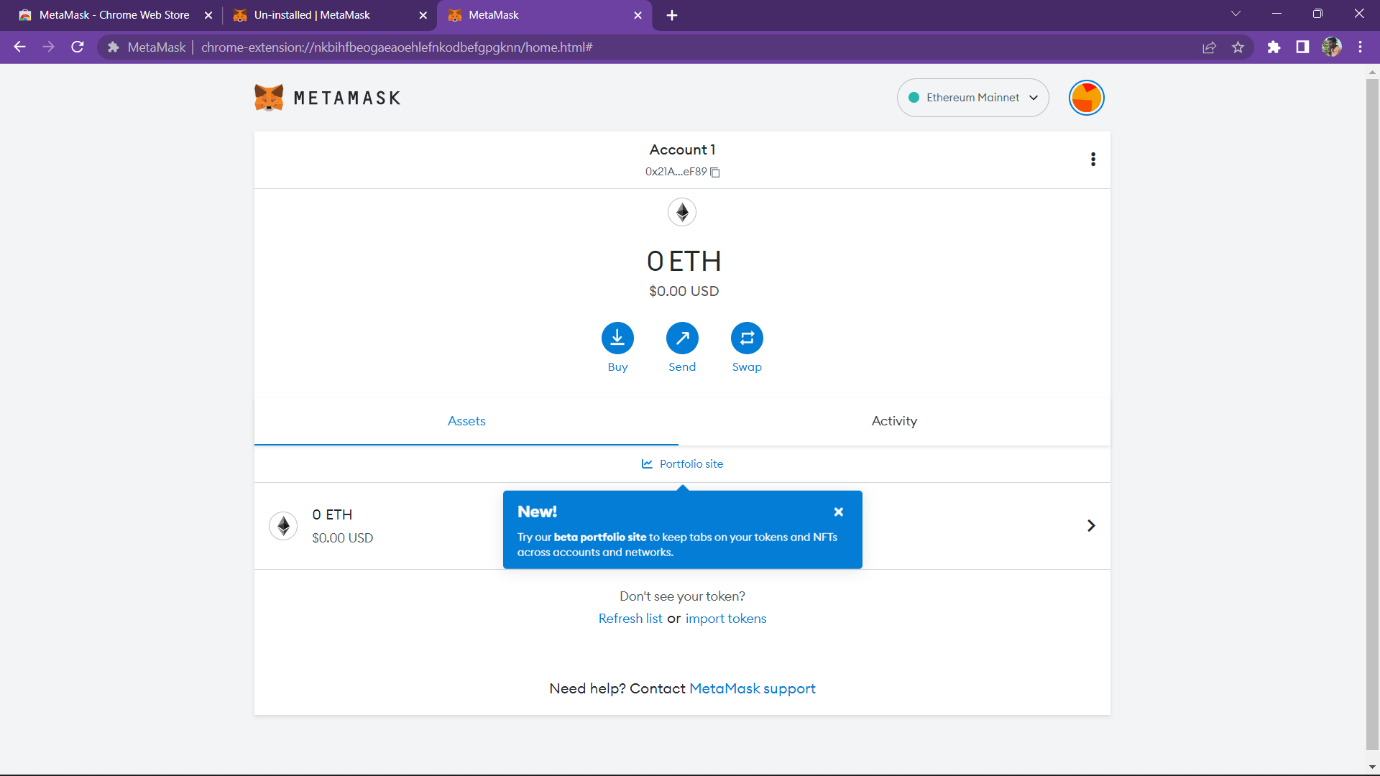 MetaMask - Chrome Web Store
Un-installed | MetaMask
MetaMask
MetaMask | chrome-extension://nkbihfbeogaeaoehlefnkodbefgpgknn/home.html#
METAMASK
Ethereum Mainnet
Account 1
0x21A...eF89
0 ETH
$0.00 USD
Buy
Send
Swap
Assets
Activity
Portfolio site
0 ETH
$0.00 USD
New!
Try our beta portfolio site to keep tabs on your tokens and NFTs
across accounts and networks.
Don't see your token?
Refresh list or import tokens
Need help? Contact MetaMask support